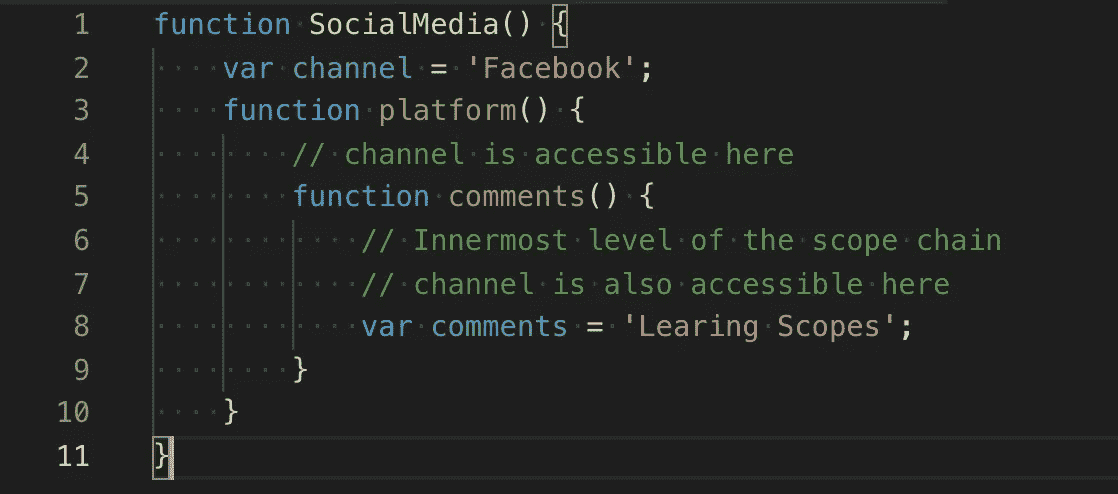 1 function SocialMedia() {
2     var channel = 'Facebook';
3     function platform() {
4         // channel is accessible here
5         function comments() {
6             // Innermost level of the scope chain
7             // channel is also accessible here
8             var comments = 'Learing Scopes';
9         }
10     }
11 }